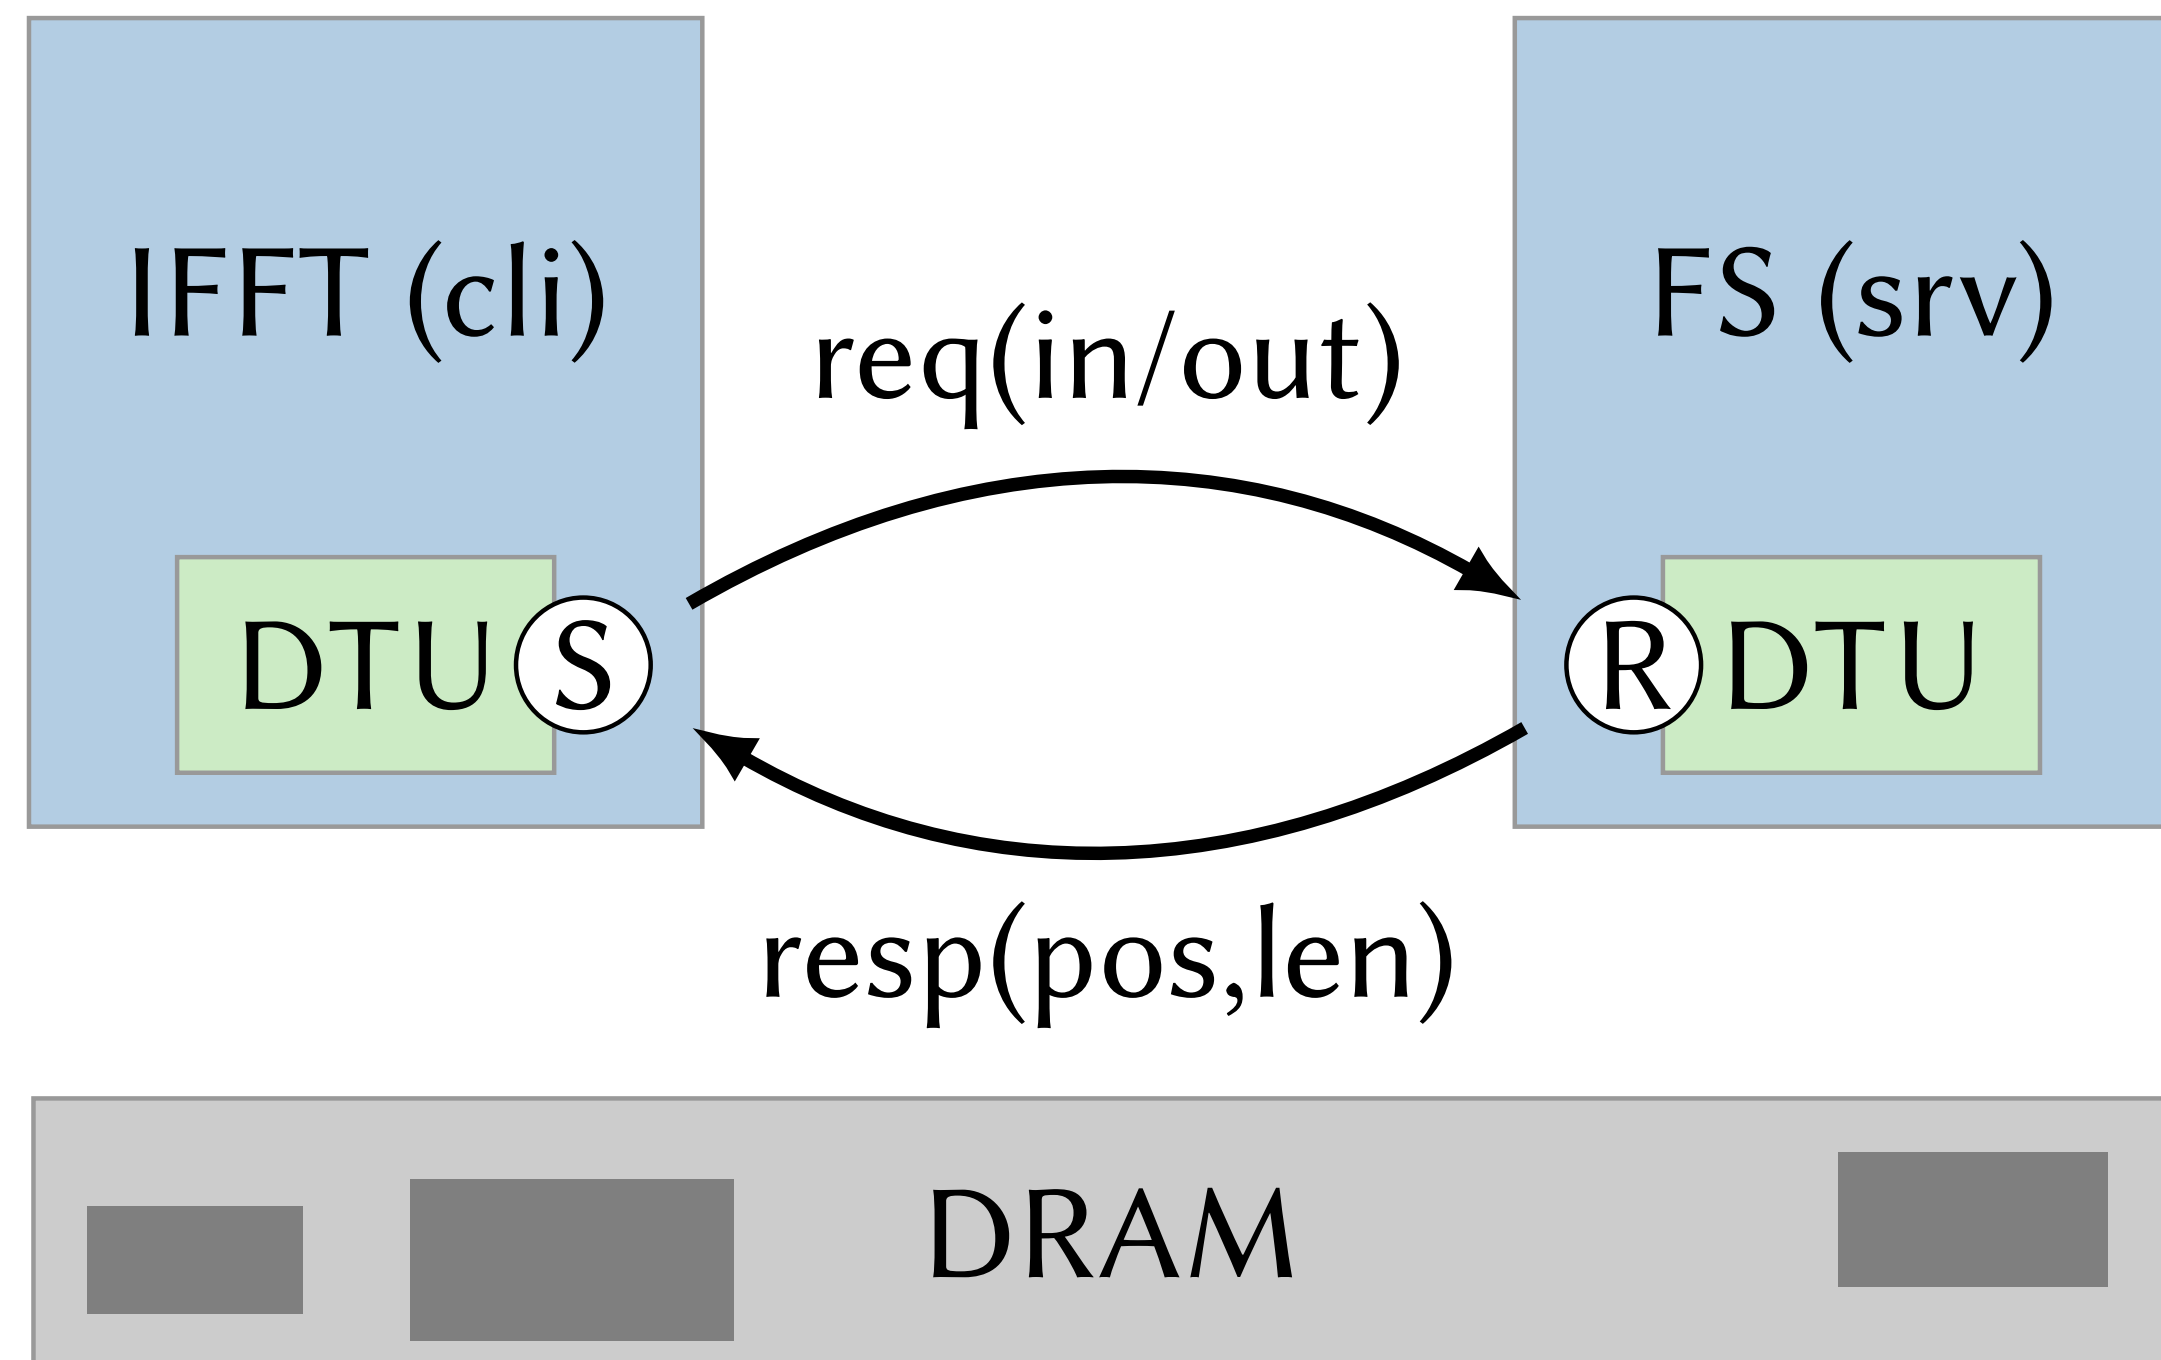 IFFT (cli)
FS (srv)
req(in/out)
DTU S
R DTU
resp(pos,len)
DRAM